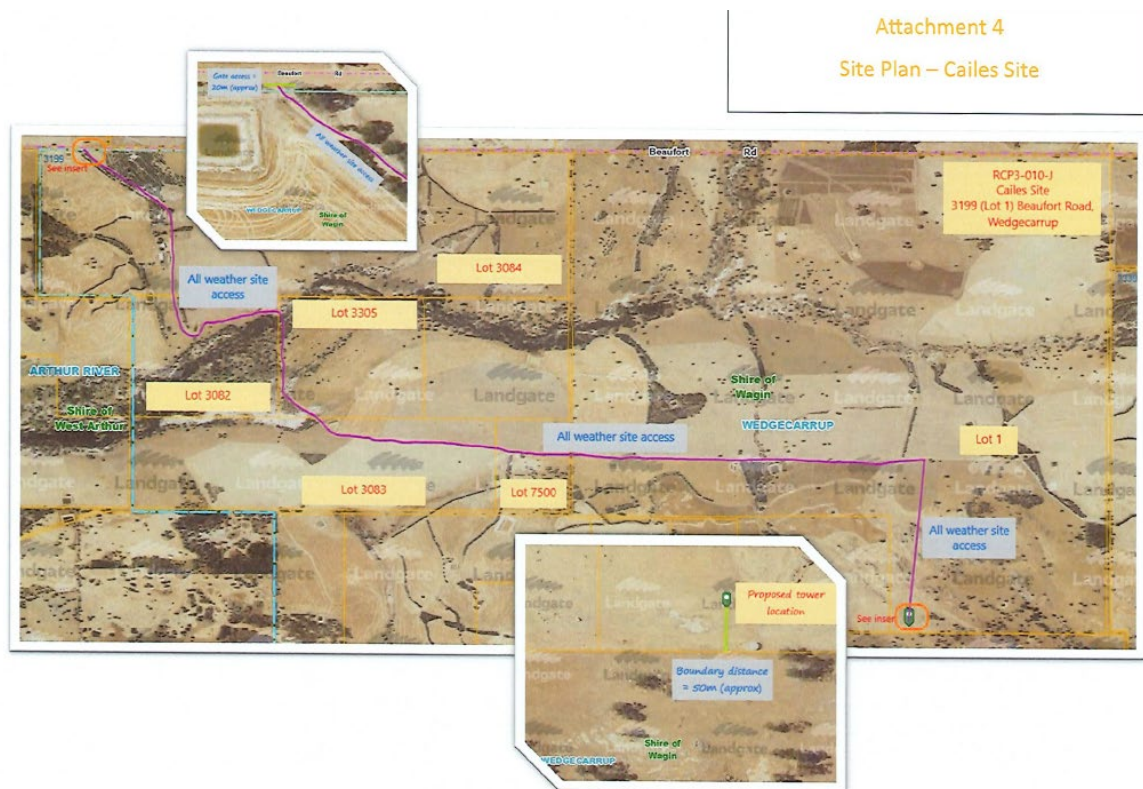 Attachment 4
Site Plan – Cailes Site
Gate access =
20m (approx)
Beaufort Rd
All weather site access
WEDGECARRUP
Shire of
Wagin
3199
See insert
Beaufort Rd
RCP3-010-J
Cailes Site
3199 (Lot 1) Beaufort Road,
Wedgecarrup
Landgate
Lot 3084
All weather site
access
Lot 3305
ARTHUR RIVER
Shire of
West Arthur
Lot 3082
Landgate
Shire of
Wagin
WEDGECARRUP
All weather site access
Lot 1
Lot 3083
Lot 7500
Landgate
All weather site
access
See inser
Proposed tower
location
Boundary distance
= 50m (approx)
Shire of
Wagin
WEDGECARRUP